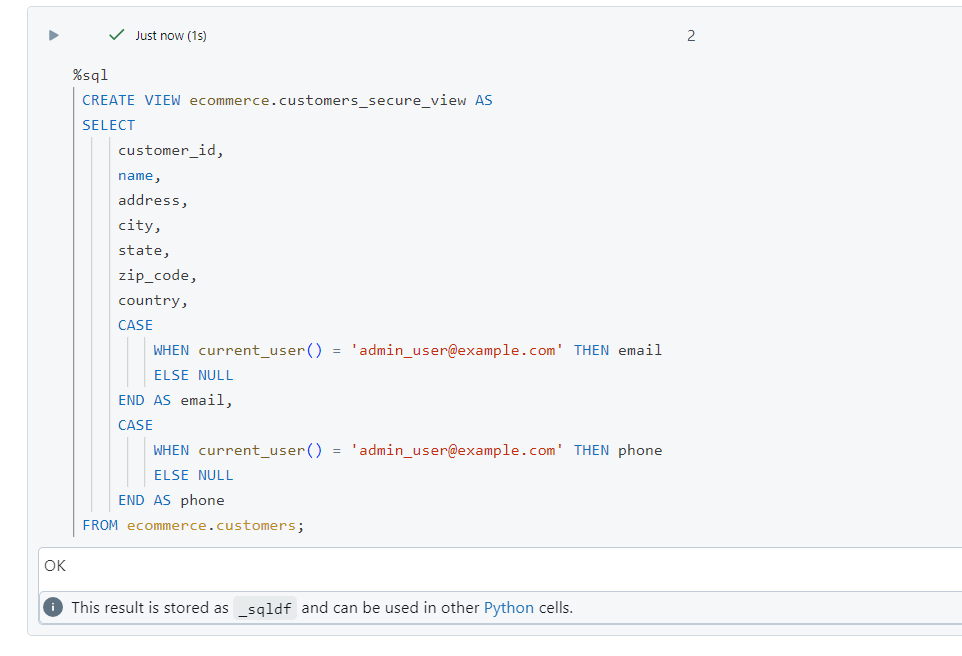 Just now (1s) 2
%sql
CREATE VIEW ecommerce.customers_secure_view AS
SELECT
customer_id,
name,
address,
city,
state,
zip_code,
country,
CASE
WHEN current_user() = 'admin_user@example.com' THEN email
ELSE NULL
END AS email,
CASE
WHEN current_user() = 'admin_user@example.com' THEN phone
ELSE NULL
END AS phone
FROM ecommerce.customers;
OK
This result is stored as _sqldf and can be used in other Python cells.